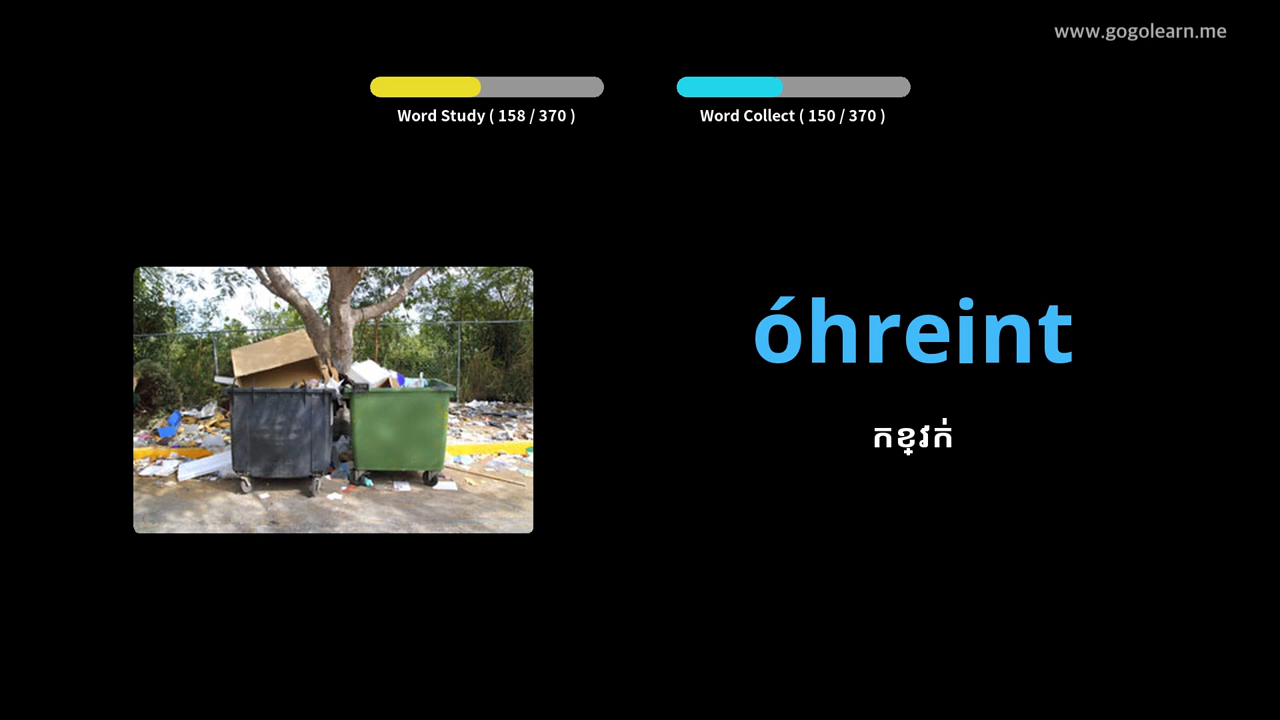 www.gogolearn.me
Word Study ( 158 / 370 )
Word Collect ( 150 / 370 )
óhreint
កខ្វក់